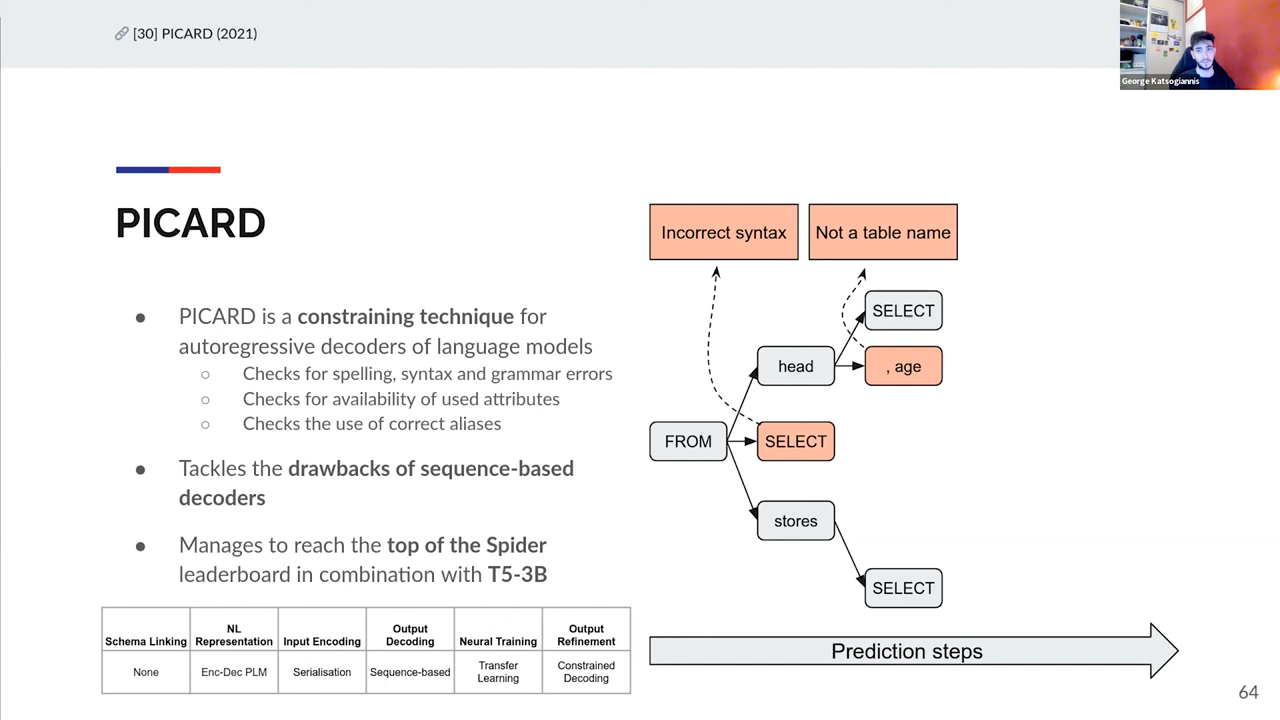 [30] PICARD (2021)
George Katsogiannis
PICARD
● PICARD is a constraining technique for
autoregressive decoders of language models
○ Checks for spelling, syntax and grammar errors
○ Checks for availability of used attributes
○ Checks the use of correct aliases
● Tackles the drawbacks of sequence-based
decoders
● Manages to reach the top of the Spider
leaderboard in combination with T5-3B
Schema Linking
NL
Representation
Input Encoding
Output
Decoding
Neural Training
Output
Refinement
None
Enc-Dec PLM
Serialisation
Sequence-based
Transfer
Learning
Constrained
Decoding
Incorrect syntax
Not a table name
SELECT
head
, age
FROM
SELECT
stores
SELECT
Prediction steps
64